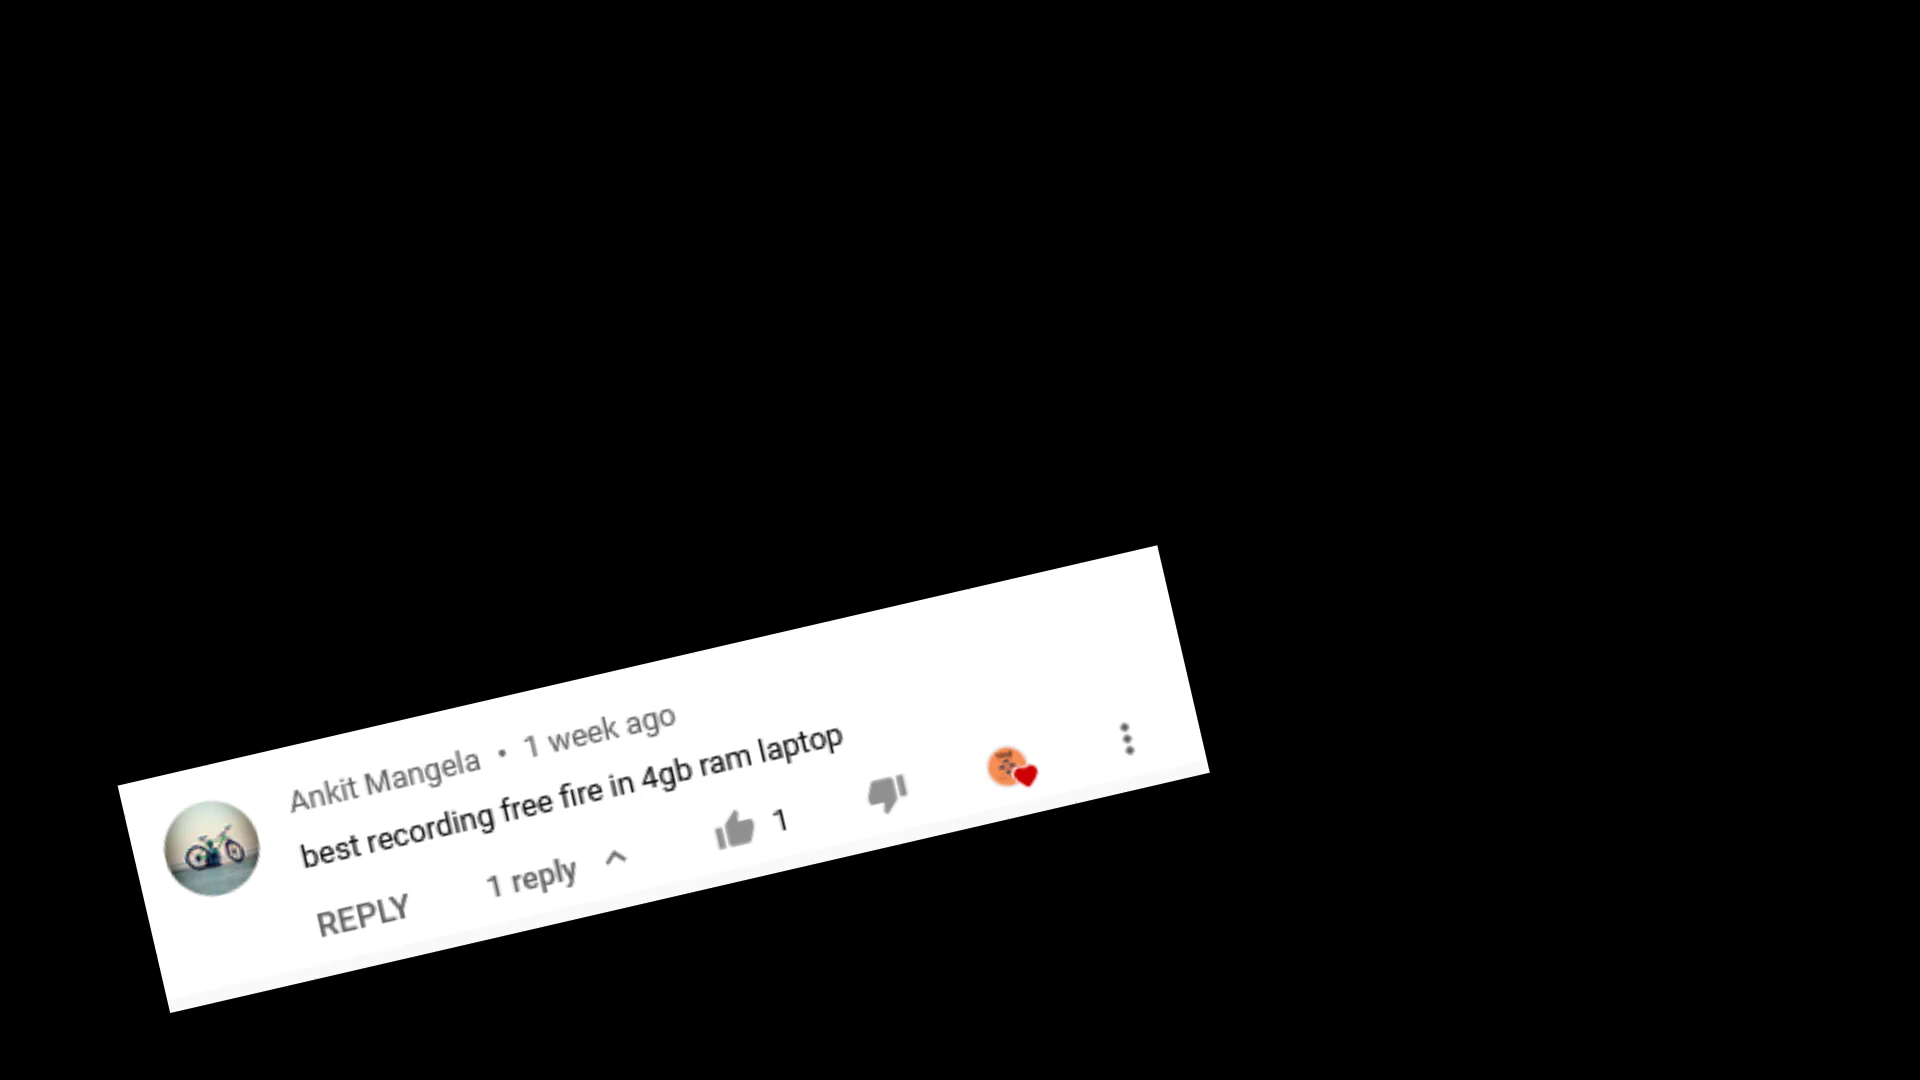 Ankit Mangela • 1 week ago
best recording free fire in 4gb ram laptop
REPLY 1 reply 1